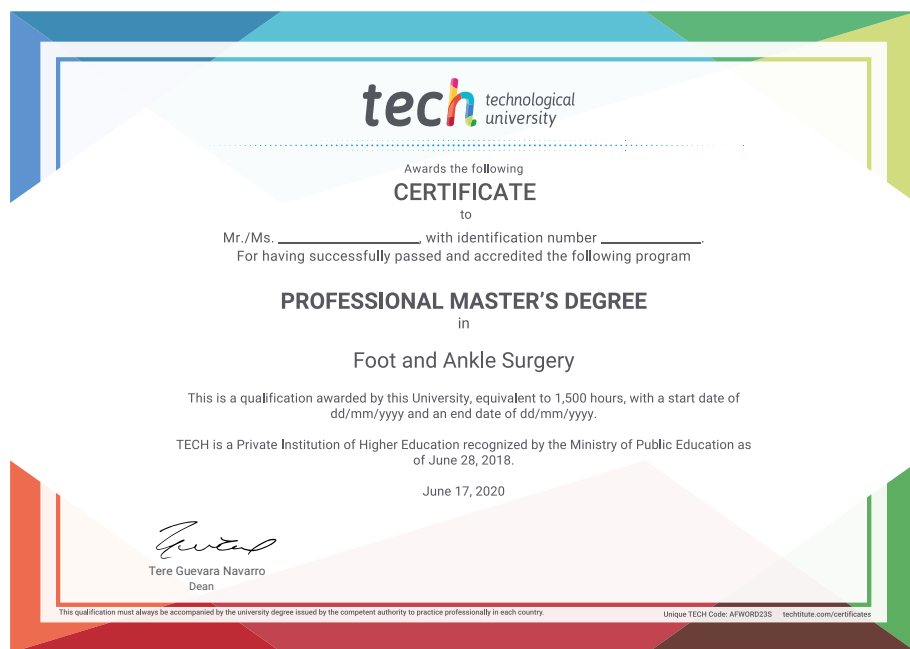 tech technological
university
Awards the following
CERTIFICATE
to
Mr./Ms. ____________________, with identification number ______________.
For having successfully passed and accredited the following program
PROFESSIONAL MASTER'S DEGREE
in
Foot and Ankle Surgery
This is a qualification awarded by this University, equivalent to 1,500 hours, with a start date of
dd/mm/yyyy and an end date of dd/mm/yyyy.
TECH is a Private Institution of Higher Education recognized by the Ministry of Public Education as
of June 28, 2018.
June 17, 2020
Tere Guevara Navarro
Dean
This qualification must always be accompanied by the university degree issued by the competent authority to practice professionally in each country.
Unique TECH Code: AFWORD23S techtitute.com/certificates